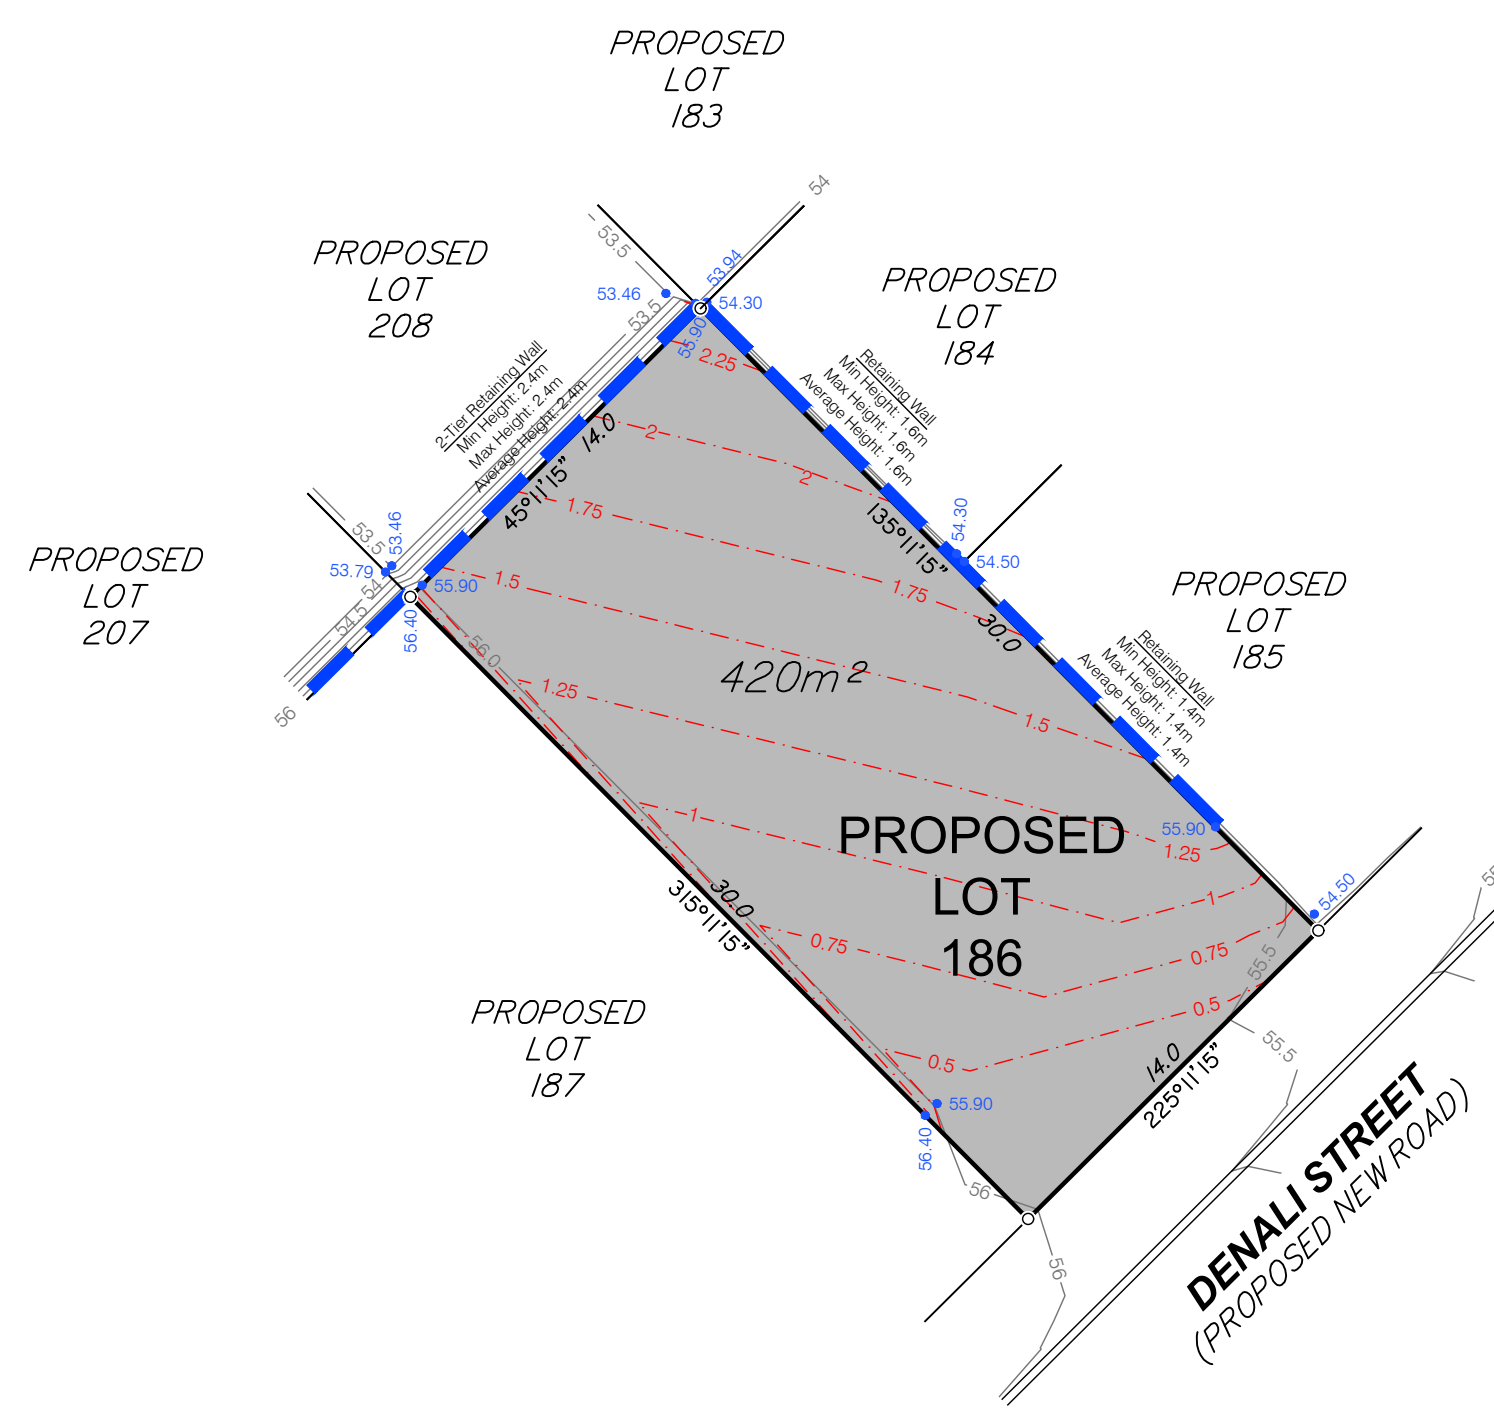 PROPOSED
LOT
183
54
53.5
53.94
PROPOSED
LOT
208
53.46
54.30
53.5
55.90
PROPOSED
LOT
184
2-Tier Retaining Wall
Min Height: 2.4m
Max Height: 2.4m
Average Height: 2.4m
2.25
Retaining Wall
Min Height: 1.6m
Max Height: 1.6m
Average Height: 1.6m
14.0
45°11'15"
2
2
1.75
1.75
135°11'15"
30.0
54.30
54.50
53.5
53.46
53.79
54
54.5
56
55.90
56.40
PROPOSED
LOT
207
1.5
1.5
56.0
420m²
PROPOSED
LOT
185
Retaining Wall
Min Height: 1.4m
Max Height: 1.4m
Average Height: 1.4m
1.25
1.25
55.90
1
1
PROPOSED
LOT
186
30.0
315°11'15"
0.75
0.75
54.50
55.5
55.5
55
0.5
0.5
14.0
225°11'15"
PROPOSED
LOT
187
55.90
56.40
56
56
DENALI STREET
(PROPOSED NEW ROAD)